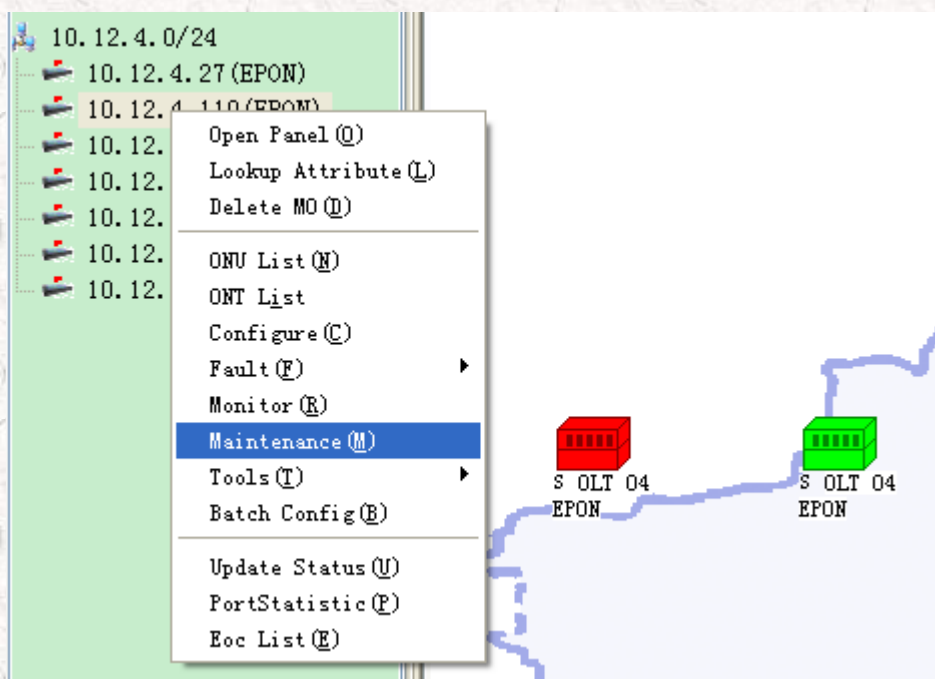 10.12.4.0/24
10.12.4.27(EPON)
10.12.4.110(EPON)
10.12.
10.12.
10.12.
10.12.
10.12.
Open Panel(O)
Lookup Attribute(L)
Delete MO(D)
ONU List(N)
ONT List
Configure(C)
Fault(F)
Monitor(R)
Maintenance(M)
Tools(T)
Batch Config(B)
Update Status(U)
PortStatistic(P)
Eoc List(E)
S OLT 04
EPON
S OLT 04
EPON